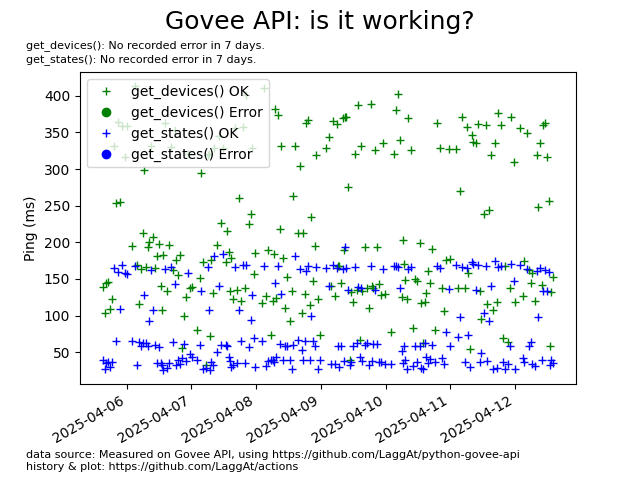 Govee API: is it working?
get_devices(): No recorded error in 7 days.
get_states(): No recorded error in 7 days.
get_devices() OK
get_devices() Error
get_states() OK
get_states() Error
Ping (ms)
400
350
300
250
200
150
100
50
2025-04-06
2025-04-07
2025-04-08
2025-04-09
2025-04-10
2025-04-11
2025-04-12
data source: Measured on Govee API, using https://github.com/LaggAt/python-govee-api
history & plot: https://github.com/LaggAt/actions